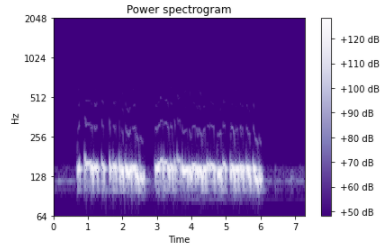 Power spectrogram
2048
1024
512
256
128
64
Hz
0 1 2 3 4 5 6 7
Time
+120 dB
+110 dB
+100 dB
+90 dB
+80 dB
+70 dB
+60 dB
+50 dB